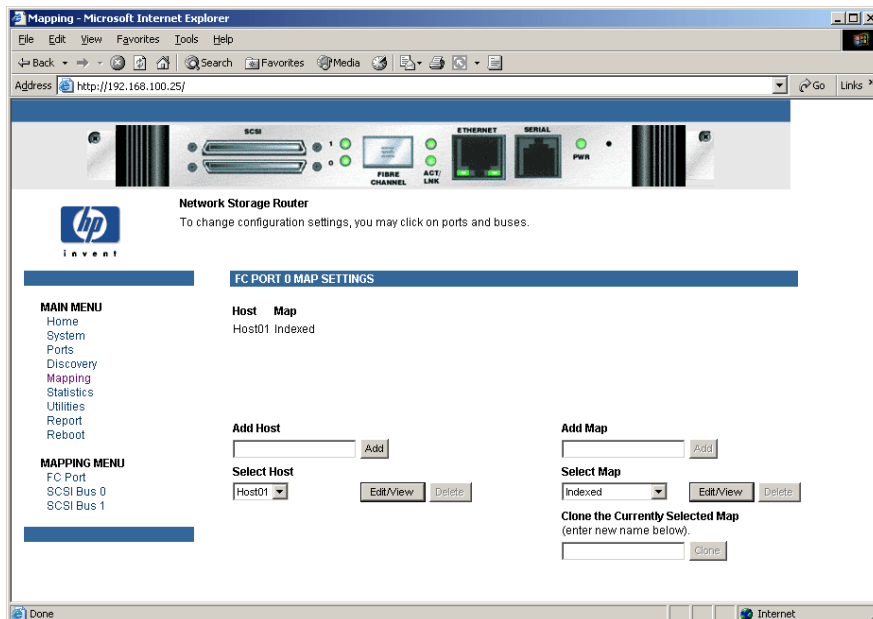 Mapping - Microsoft Internet Explorer
File Edit View Favorites Tools Help
Back Search Favorites Media
Address http://192.168.100.25/ Go Links »
SCSI ETHERNET SERIAL
1
0
FIBRE CHANNEL ACT/ LNK PWR
hp
invent
Network Storage Router
To change configuration settings, you may click on ports and buses.
MAIN MENU
Home
System
Ports
Discovery
Mapping
Statistics
Utilities
Report
Reboot
MAPPING MENU
FC Port
SCSI Bus 0
SCSI Bus 1
FC PORT 0 MAP SETTINGS
Host Map
Host01 Indexed
Add Host
Add
Select Host
Host01 Edit/View Delete
Add Map
Add
Select Map
Indexed Edit/View Delete
Clone the Currently Selected Map
(enter new name below).
Clone
Done Internet